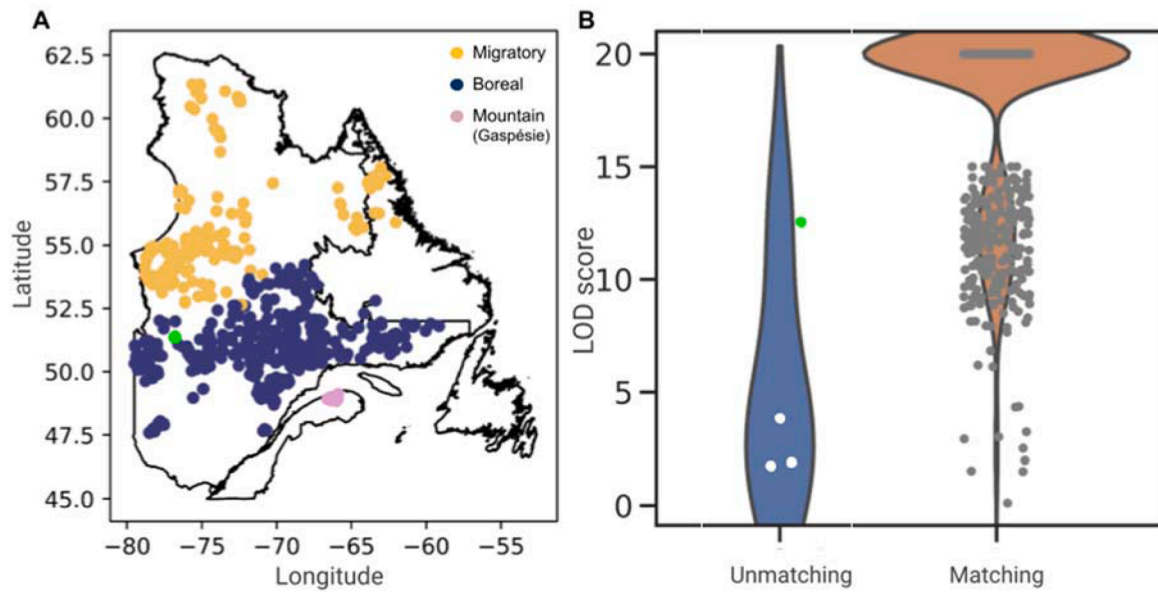 A
Migratory
Boreal
Mountain
(Gaspésie)
62.5
60.0
57.5
55.0
52.5
50.0
47.5
45.0
Latitude
−80
−75
−70
−65
−60
−55
Longitude
B
20
15
10
5
0
LOD score
Unmatching
Matching